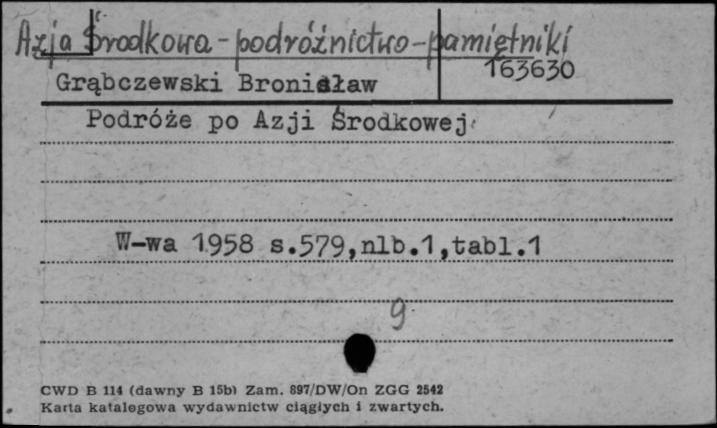 Azja Środkowa - podróżnictwo - pamiętniki
163630
Grąbczewski Bronisław
Podróże po Azji Środkowej
W-wa 1958 s.579,nlb.1,tabl.1
9
CWD B 114 (dawny B 15b) Zam. 897/DW/On ZGG 2542
Karta katalogowa wydawnictw ciągłych i zwartych.